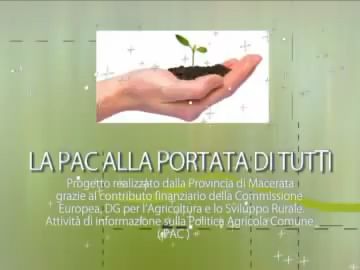 LA PAC ALLA PORTATA DI TUTTI
Progetto realizzato dalla Provincia di Macerata
grazie al contributo finanziario della Commissione
Europea, DG per l'Agricoltura e lo Sviluppo Rurale.
Attività di informazione sulla Politica Agricola Comune
(PAC)